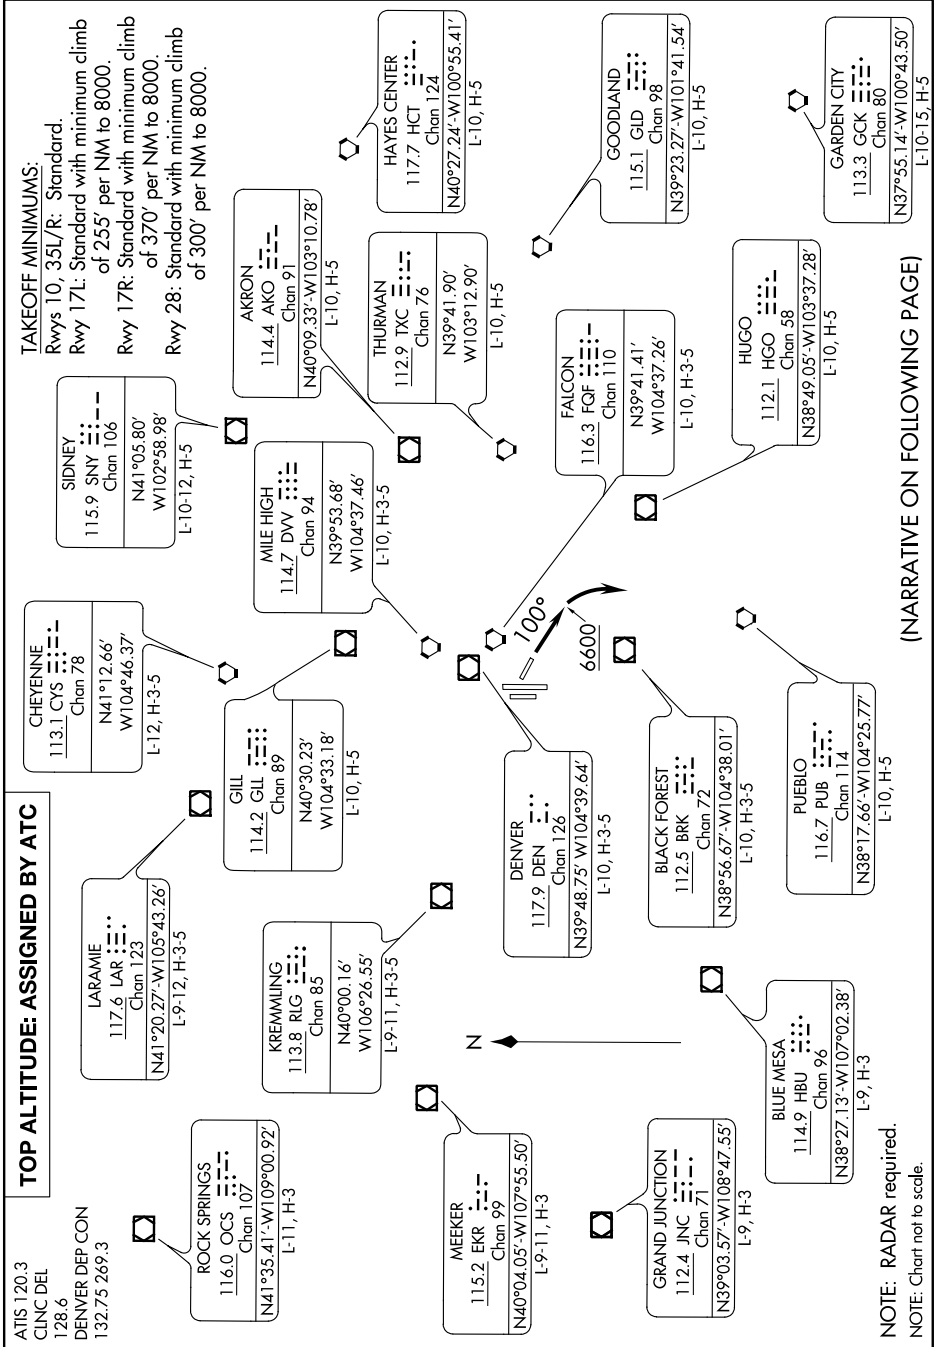 ATIS 120.3
CLNC DEL
128.6
DENVER DEP CON
132.75 269.3
TOP ALTITUDE: ASSIGNED BY ATC
TAKEOFF MINIMUMS:
Rwys 10, 35L/R: Standard.
Rwy 17L: Standard with minimum climb
of 255' per NM to 8000.
Rwy 17R: Standard with minimum climb
of 370' per NM to 8000.
Rwy 28: Standard with minimum climb
of 300' per NM to 8000.
ROCK SPRINGS
116.0 OCS
Chan 107
N41°35.41'-W109°00.92'
L-11, H-3
LARAMIE
117.6 LAR
Chan 123
N41°20.27'-W105°43.26'
L-9-12, H-3-5
CHEYENNE
113.1 CYS
Chan 78
N41°12.66'
W104°46.37'
L-12, H-3-5
SIDNEY
115.9 SNY
Chan 106
N41°05.80'
W102°58.98'
L-10-12, H-5
GILL
114.2 GLL
Chan 89
N40°30.23'
W104°33.18'
L-10, H-5
AKRON
114.4 AKO
Chan 91
N40°09.33'-W103°10.78'
L-10, H-5
HAYES CENTER
117.7 HCT
Chan 124
N40°27.24'-W100°55.41'
L-10, H-5
KREMMLING
113.8 RLG
Chan 85
N40°00.16'
W106°26.55'
L-9-11, H-3-5
MILE HIGH
114.7 DVV
Chan 94
N39°53.68'
W104°37.46'
L-10, H-3-5
THURMAN
112.9 TXC
Chan 76
N39°41.90'
W103°12.90'
L-10, H-5
MEEKER
115.2 EKR
Chan 99
N40°04.05'-W107°55.50'
L-9-11, H-3
N
DENVER
117.9 DEN
Chan 126
N39°48.75' W104°39.64'
L-10, H-3-5
100°
6600
FALCON
116.3 FQF
Chan 110
N39°41.41'
W104°37.26'
L-10, H-3-5
GOODLAND
115.1 GLD
Chan 98
N39°23.27'-W101°41.54'
L-10, H-5
GRAND JUNCTION
112.4 JNC
Chan 71
N39°03.57'-W108°47.55'
L-9, H-3
BLACK FOREST
112.5 BRK
Chan 72
N38°56.67'-W104°38.01'
L-10, H-3-5
HUGO
112.1 HGO
Chan 58
N38°49.05'-W103°37.28'
L-10, H-5
BLUE MESA
114.9 HBU
Chan 96
N38°27.13'-W107°02.38'
L-9, H-3
PUEBLO
116.7 PUB
Chan 114
N38°17.66'-W104°25.77'
L-10, H-5
GARDEN CITY
113.3 GCK
Chan 80
N37°55.14'-W100°43.50'
L-10-15, H-5
NOTE: RADAR required.
NOTE: Chart not to scale.
(NARRATIVE ON FOLLOWING PAGE)